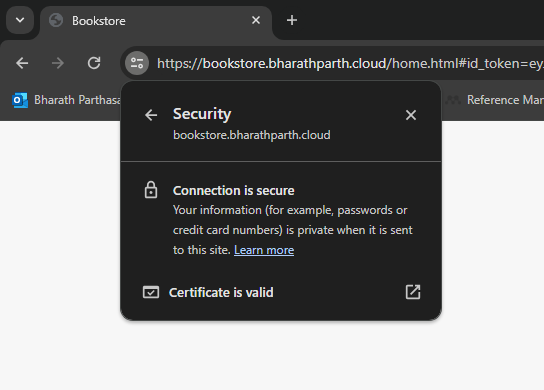 Bookstore
https://bookstore.bharathparth.cloud/home.html#id_token=ey
Bharath Parthasa
Reference Mar
Security
bookstore.bharathparth.cloud
Connection is secure
Your information (for example, passwords or
credit card numbers) is private when it is sent
to this site. Learn more
Certificate is valid